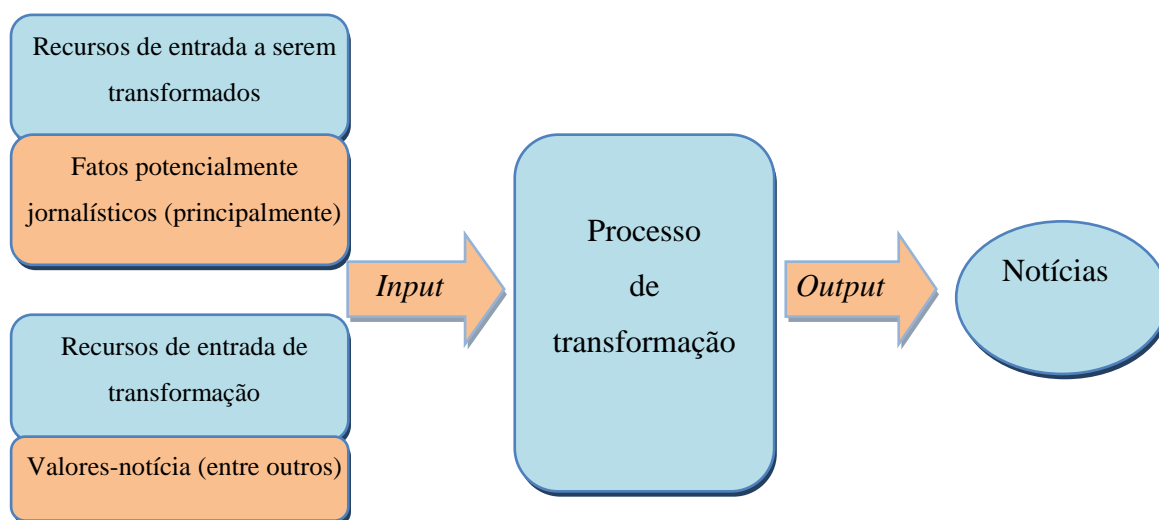 Recursos de entrada a serem
transformados
Fatos potencialmente
jornalísticos (principalmente)
Recursos de entrada de
transformação
Valores-notícia (entre outros)
Input
Processo
de
transformação
Output
Notícias